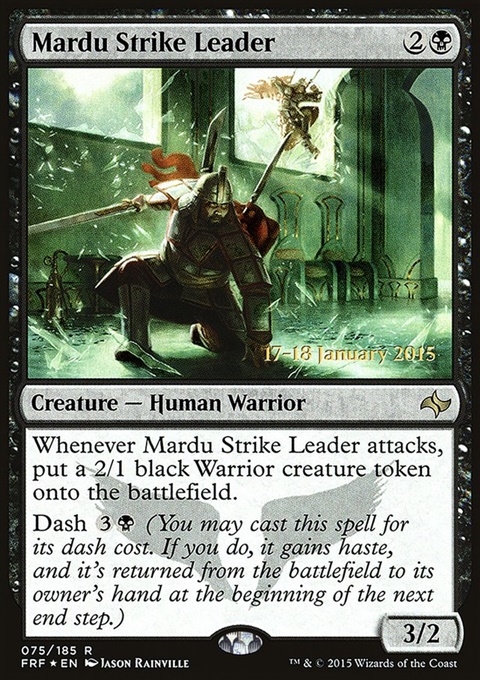 Mardu Strike Leader 2
17-18 January 2015
Creature — Human Warrior
Whenever Mardu Strike Leader attacks,
put a 2/1 black Warrior creature token
onto the battlefield.
Dash 3 (You may cast this spell for
its dash cost. If you do, it gains haste,
and it's returned from the battlefield to its
owner's hand at the beginning of the next
end step.)
3/2
075/185 R
FRF ★ EN Jason Rainville
™ & © 2015 Wizards of the Coast